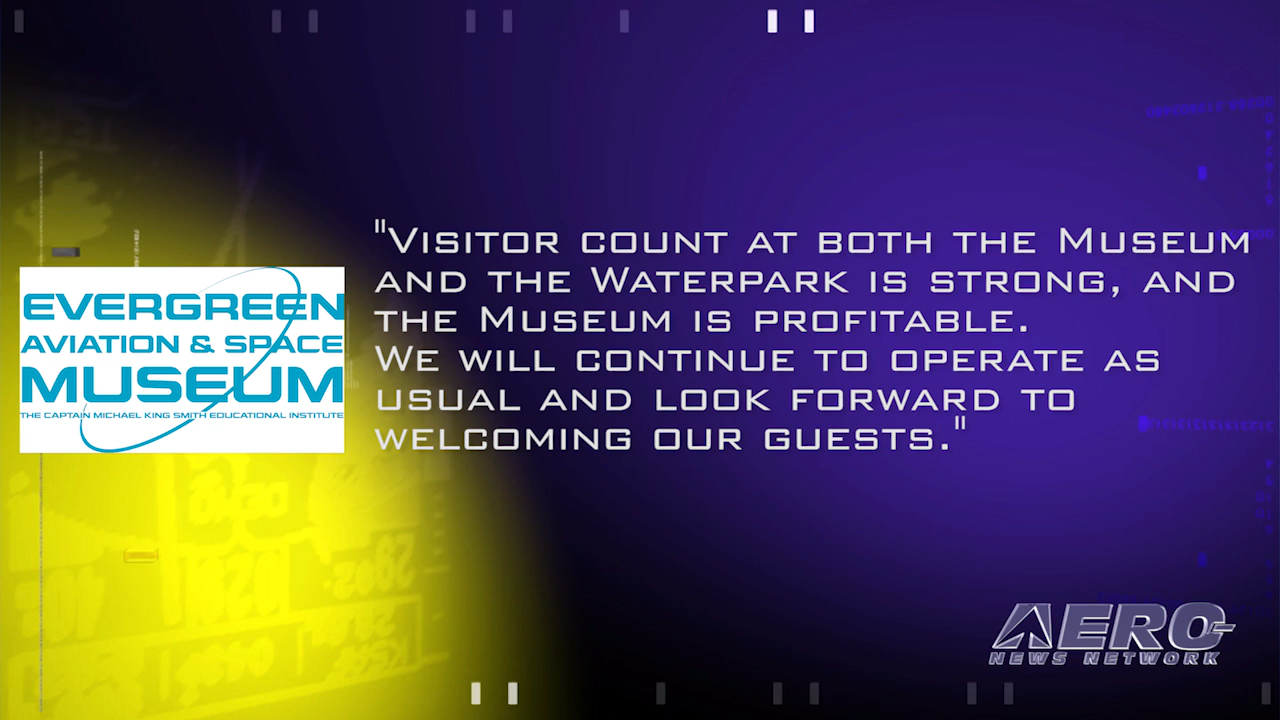 EVERGREEN
AVIATION & SPACE
MUSEUM
THE CAPTAIN MICHAEL KING SMITH EDUCATIONAL INSTITUTE
"Visitor count at both the Museum
and the Waterpark is strong, and
the Museum is profitable.
We will continue to operate as
usual and look forward to
welcoming our guests."
AERO
NEWS NETWORK